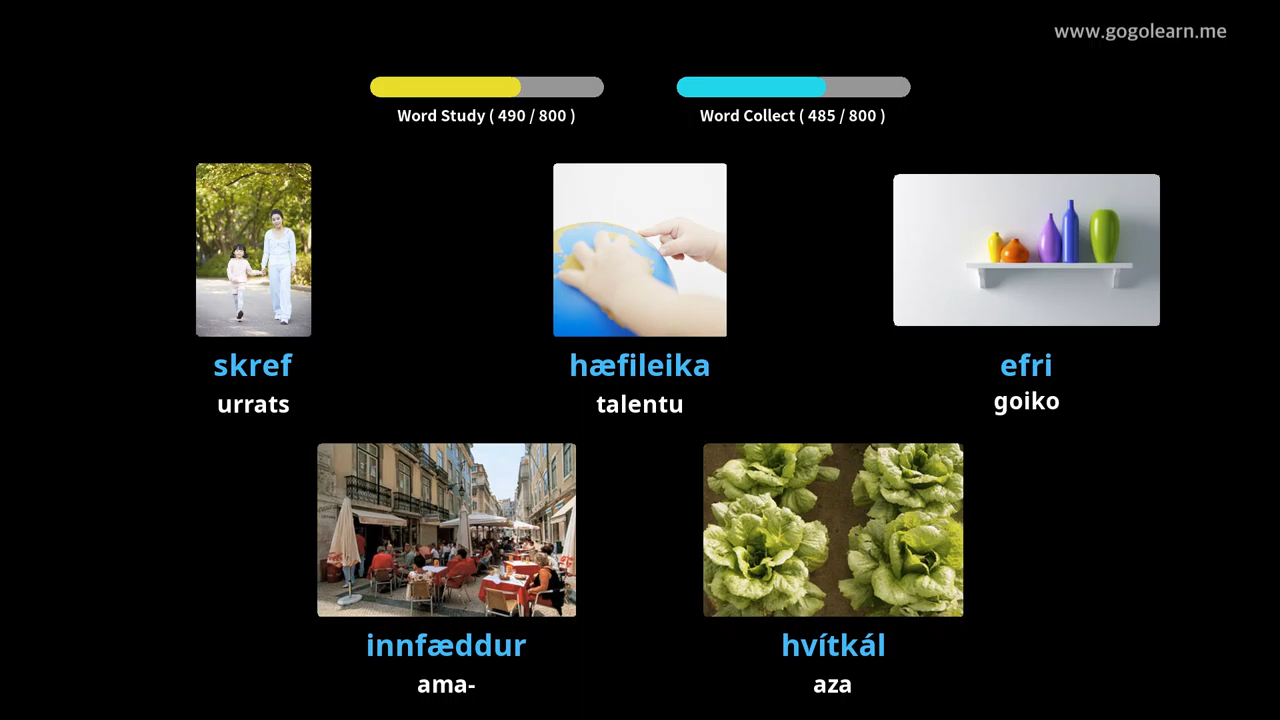 www.gogolearn.me
Word Study ( 490 / 800 )
Word Collect ( 485 / 800 )
skref
urrats
hæfileika
talentu
efri
goiko
innfæddur
ama-
hvítkál
aza